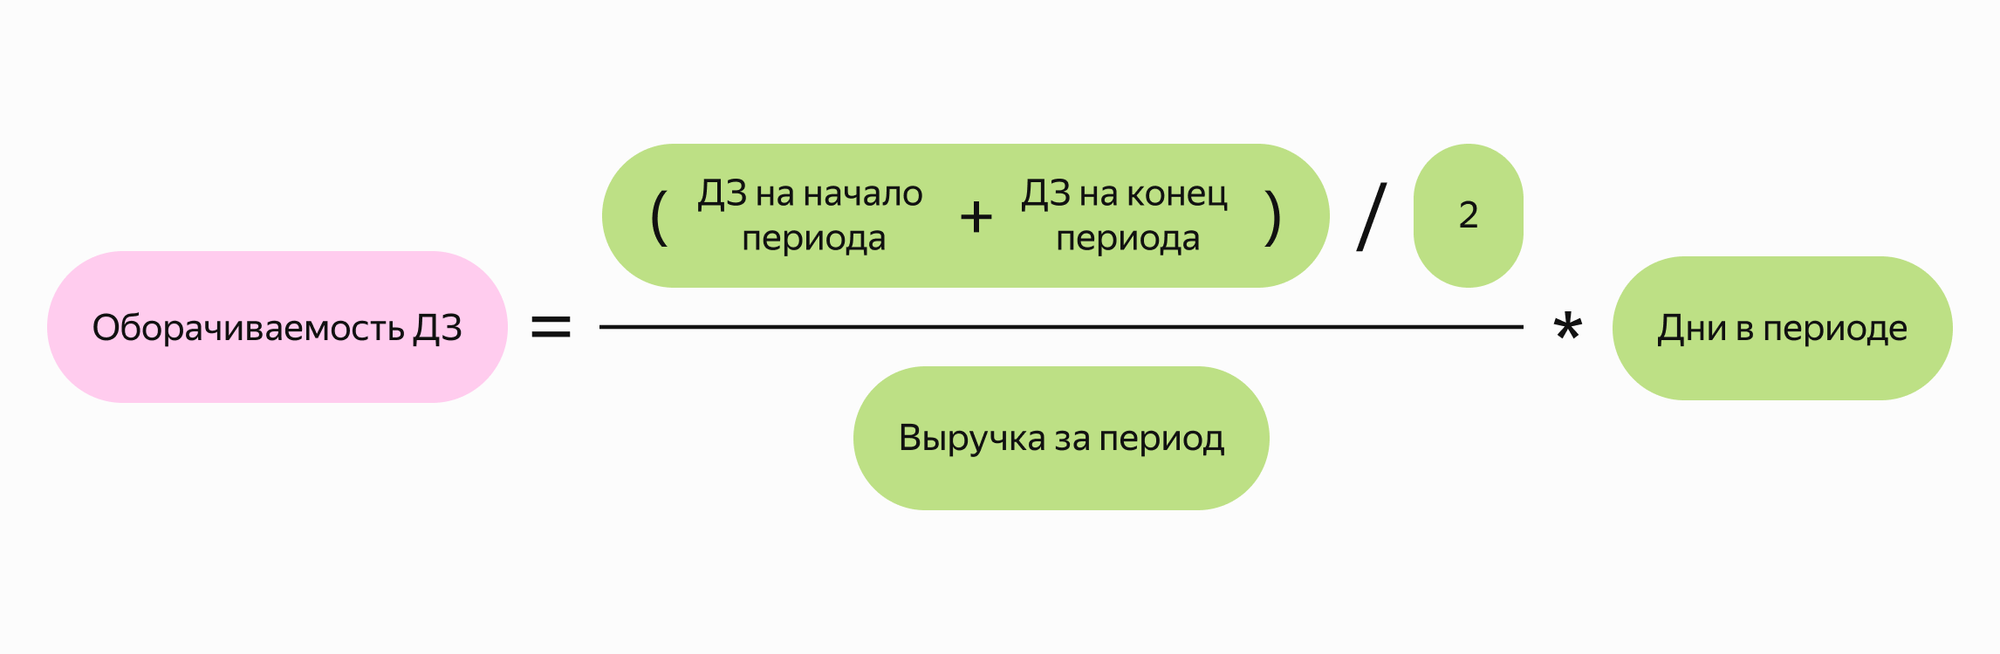 Оборачиваемость ДЗ = ( ДЗ на начало периода + ДЗ на конец периода ) / 2
Выручка за период
* Дни в периоде